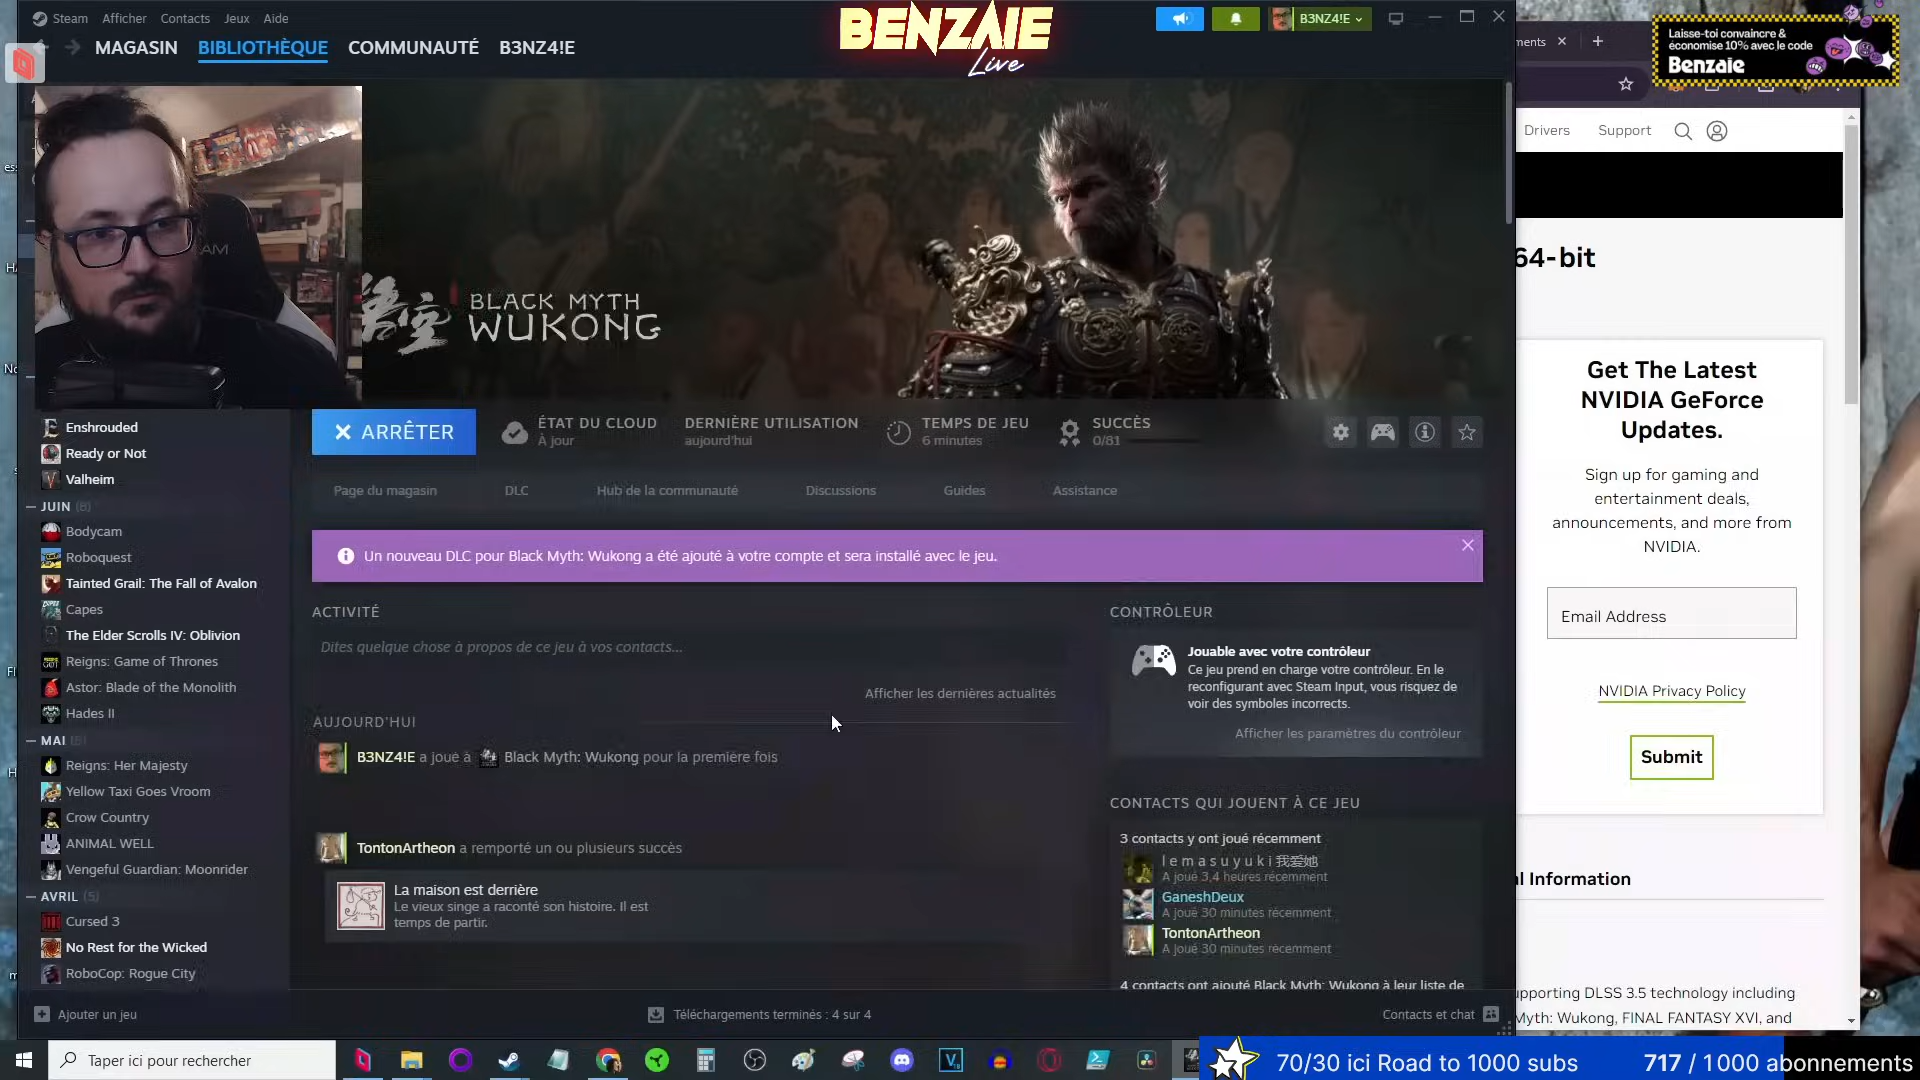 Steam Afficher Contacts Jeux Aide
MAGASIN BIBLIOTHÈQUE COMMUNAUTÉ B3NZ4!E
BENZAIE
Live
B3NZ4!E
ments
Laisse-toi convaincre &
économise 10% avec le code
Benzaie
Drivers Support
64-bit
BLACK MYTH
WUKONG
Get The Latest
NVIDIA GeForce
Updates.
Sign up for gaming and
entertainment deals,
announcements, and more from
NVIDIA.
Email Address
NVIDIA Privacy Policy
Submit
l Information
upporting DLSS 3.5 technology including
Myth: Wukong, FINAL FANTASY XVI, and
ARRÊTER
ÉTAT DU CLOUD
À jour
DERNIÈRE UTILISATION
aujourd'hui
TEMPS DE JEU
6 minutes
SUCCÈS
0/81
Page du magasin DLC Hub de la communauté Discussions Guides Assistance
Un nouveau DLC pour Black Myth: Wukong a été ajouté à votre compte et sera installé avec le jeu.
Enshrouded
Ready or Not
Valheim
JUIN (8)
Bodycam
Roboquest
Tainted Grail: The Fall of Avalon
Capes
The Elder Scrolls IV: Oblivion
Reigns: Game of Thrones
Astor: Blade of the Monolith
Hades II
MAI
Reigns: Her Majesty
Yellow Taxi Goes Vroom
Crow Country
ANIMAL WELL
Vengeful Guardian: Moonrider
AVRIL (5)
Cursed 3
No Rest for the Wicked
RoboCop: Rogue City
ACTIVITÉ
Dites quelque chose à propos de ce jeu à vos contacts...
Afficher les dernières actualités
AUJOURD'HUI
B3NZ4!E a joué à Black Myth: Wukong pour la première fois
TontonArtheon a remporté un ou plusieurs succès
La maison est derrière
Le vieux singe a raconté son histoire. Il est
temps de partir.
CONTRÔLEUR
Jouable avec votre contrôleur
Ce jeu prend en charge votre contrôleur. En le
reconfigurant avec Steam Input, vous risquez de
voir des symboles incorrects.
Afficher les paramètres du contrôleur
CONTACTS QUI JOUENT À CE JEU
3 contacts y ont joué récemment
l e m a s u y u k i 我爱她
A joué 3,4 heures récemment
GaneshDeux
A joué 30 minutes récemment
TontonArtheon
A joué 30 minutes récemment
4 contacts ont ajouté Black Myth: Wukong à leur liste de
Ajouter un jeu
Téléchargements terminés : 4 sur 4
Contacts et chat
Taper ici pour rechercher
70/30 ici Road to 1000 subs 717 / 1000 abonnements